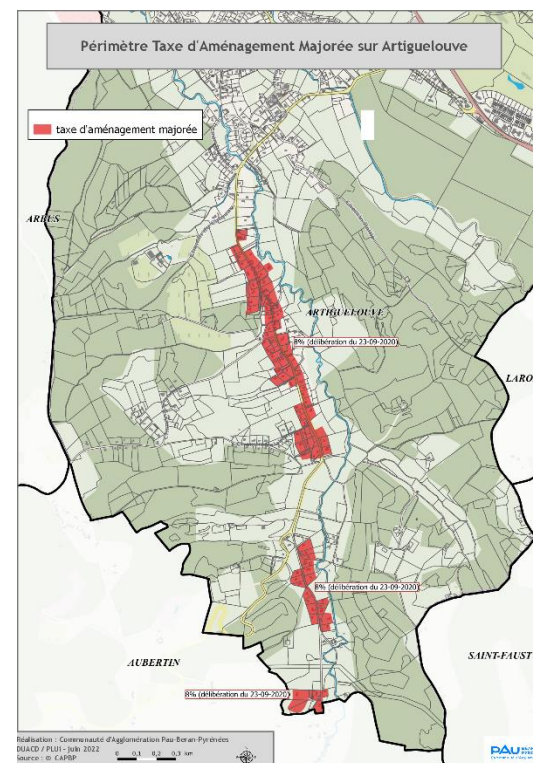 Périmètre Taxe d'Aménagement Majorée sur Artiguelouve
taxe d'aménagement majorée
ARBUS
ARTIGUELOUVE
8% (délibération du 23-09-2020)
LARO
8% (délibération du 23-09-2020)
AUBERTIN
SAINT-FAUST
8% (délibération du 23-09-2020)
Réalisation : Communauté d'Agglomération Pau-Béarn-Pyrénées
DUACD / PLUI - juin 2022
Source : © CAPBP
0 0,1 0,2 0,3 km
PAU